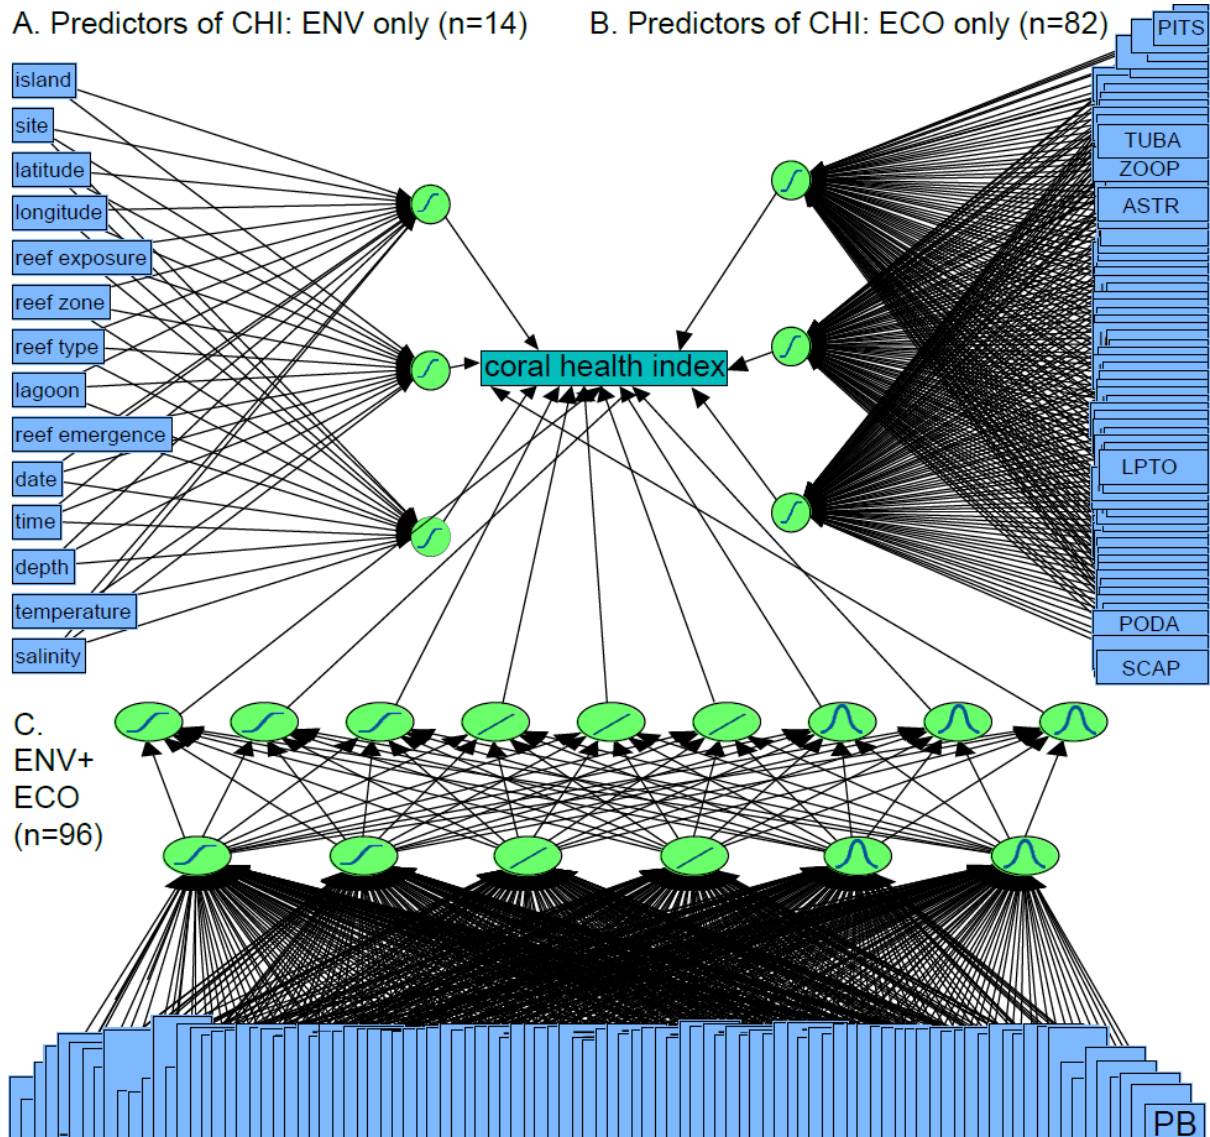 A. Predictors of CHI: ENV only (n=14)
B. Predictors of CHI: ECO only (n=82)
island
site
latitude
longitude
reef exposure
reef zone
reef type
lagoon
reef emergence
date
time
depth
temperature
salinity
coral health index
PITS
TUBA
ZOOP
ASTR
LPTO
PODA
SCAP
C.
ENV+
ECO
(n=96)
PB